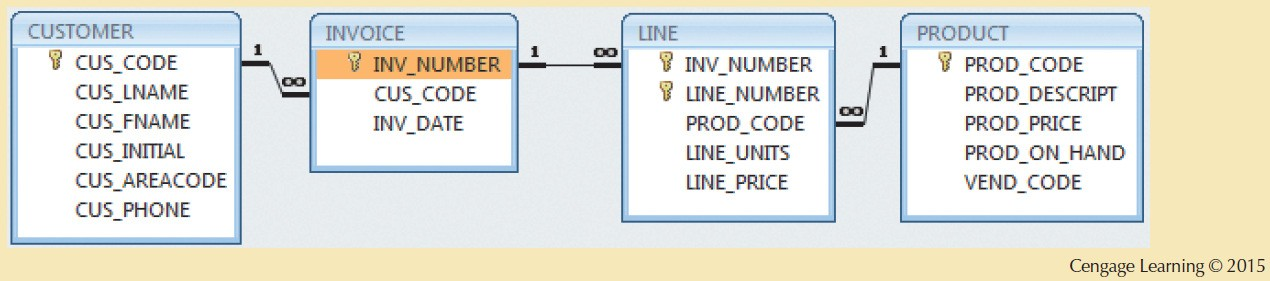 CUSTOMER
CUS_CODE
CUS_LNAME
CUS_FNAME
CUS_INITIAL
CUS_AREACODE
CUS_PHONE
1
∞
INVOICE
INV_NUMBER
CUS_CODE
INV_DATE
1
∞
LINE
INV_NUMBER
LINE_NUMBER
PROD_CODE
LINE_UNITS
LINE_PRICE
∞
1
PRODUCT
PROD_CODE
PROD_DESCRIPT
PROD_PRICE
PROD_ON_HAND
VEND_CODE
Cengage Learning © 2015